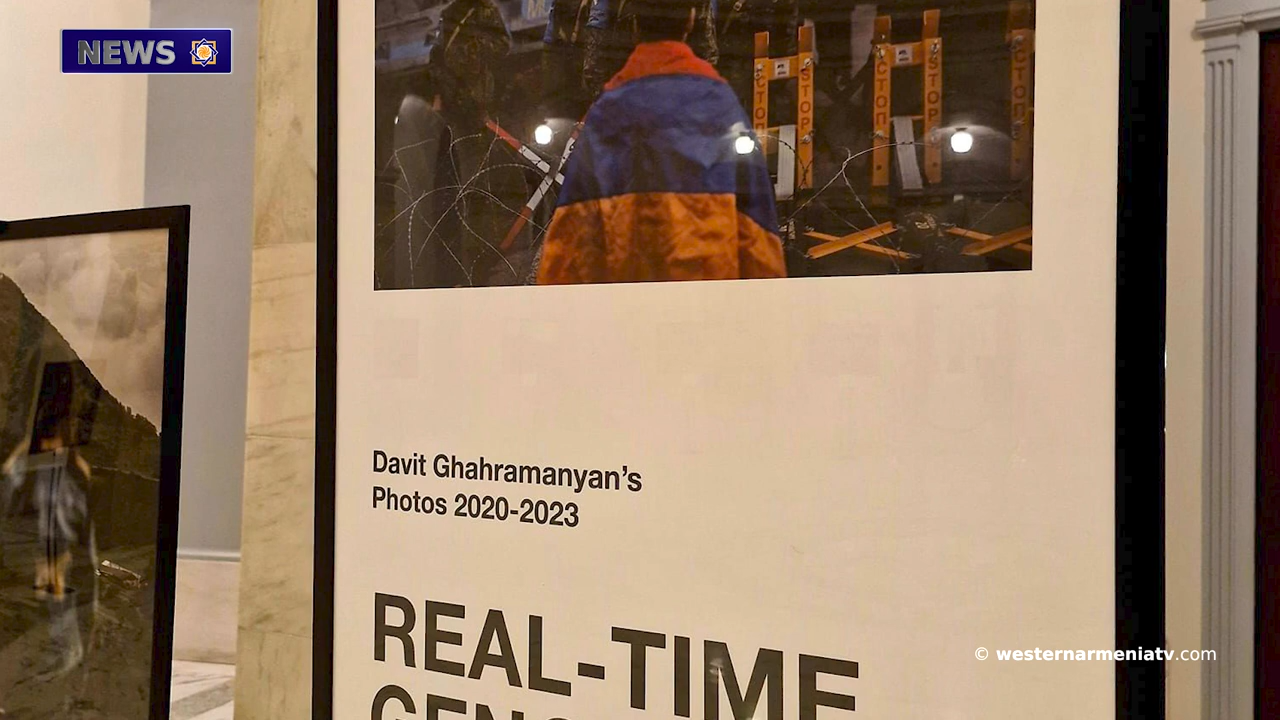 NEWS
СТОП
STOP
СТОП
STOP
Davit Ghahramanyan’s
Photos 2020-2023
REAL-TIME
© westernarmeniatv.com